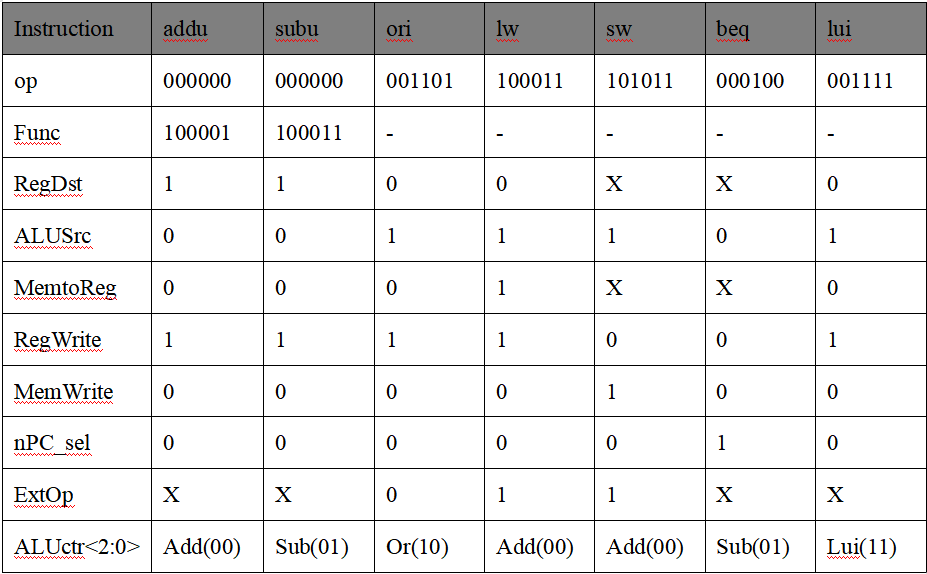 Instruction addu subu ori lw sw beq lui
op 000000 000000 001101 100011 101011 000100 001111
Func 100001 100011 - - - - -
RegDst 1 1 0 0 X X 0
ALUSrc 0 0 1 1 1 0 1
MemtoReg 0 0 0 1 X X 0
RegWrite 1 1 1 1 0 0 1
MemWrite 0 0 0 0 1 0 0
nPC_sel 0 0 0 0 0 1 0
ExtOp X X 0 1 1 X X
ALUctr<2:0> Add(00) Sub(01) Or(10) Add(00) Add(00) Sub(01) Lui(11)